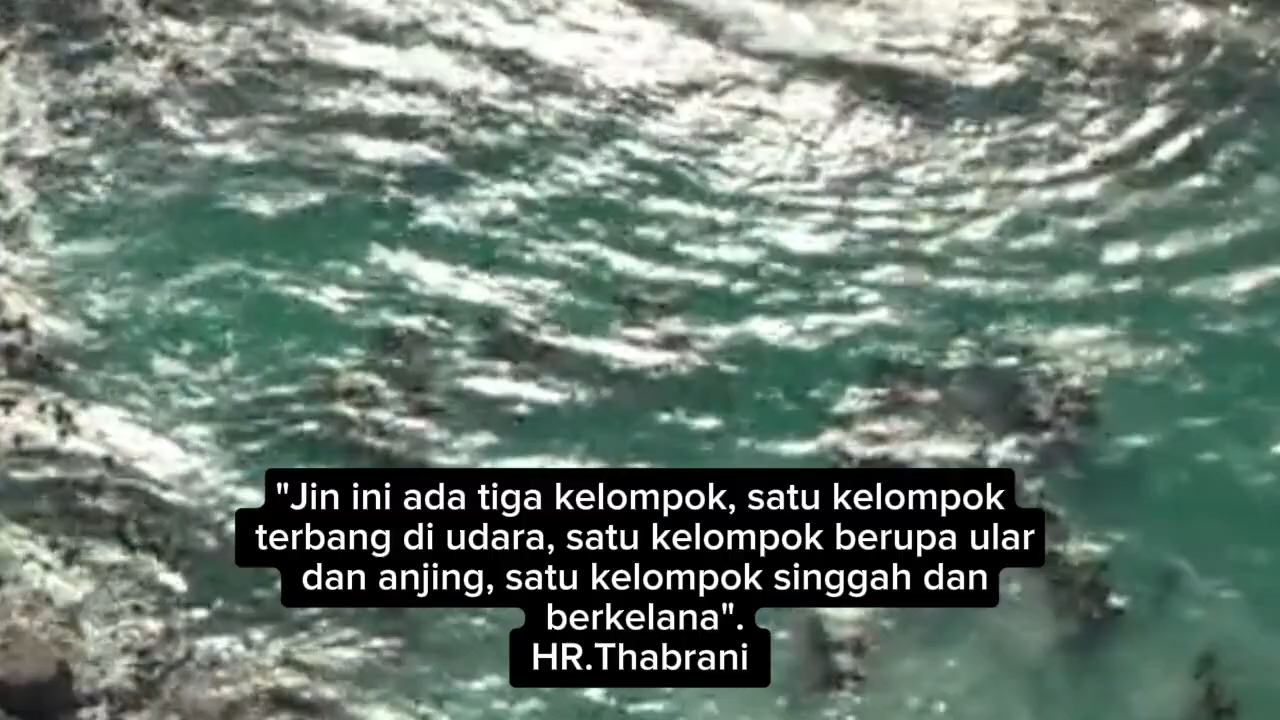 "Jin ini ada tiga kelompok, satu kelompok
terbang di udara, satu kelompok berupa ular
dan anjing, satu kelompok singgah dan
berkelana".
HR.Thabrani